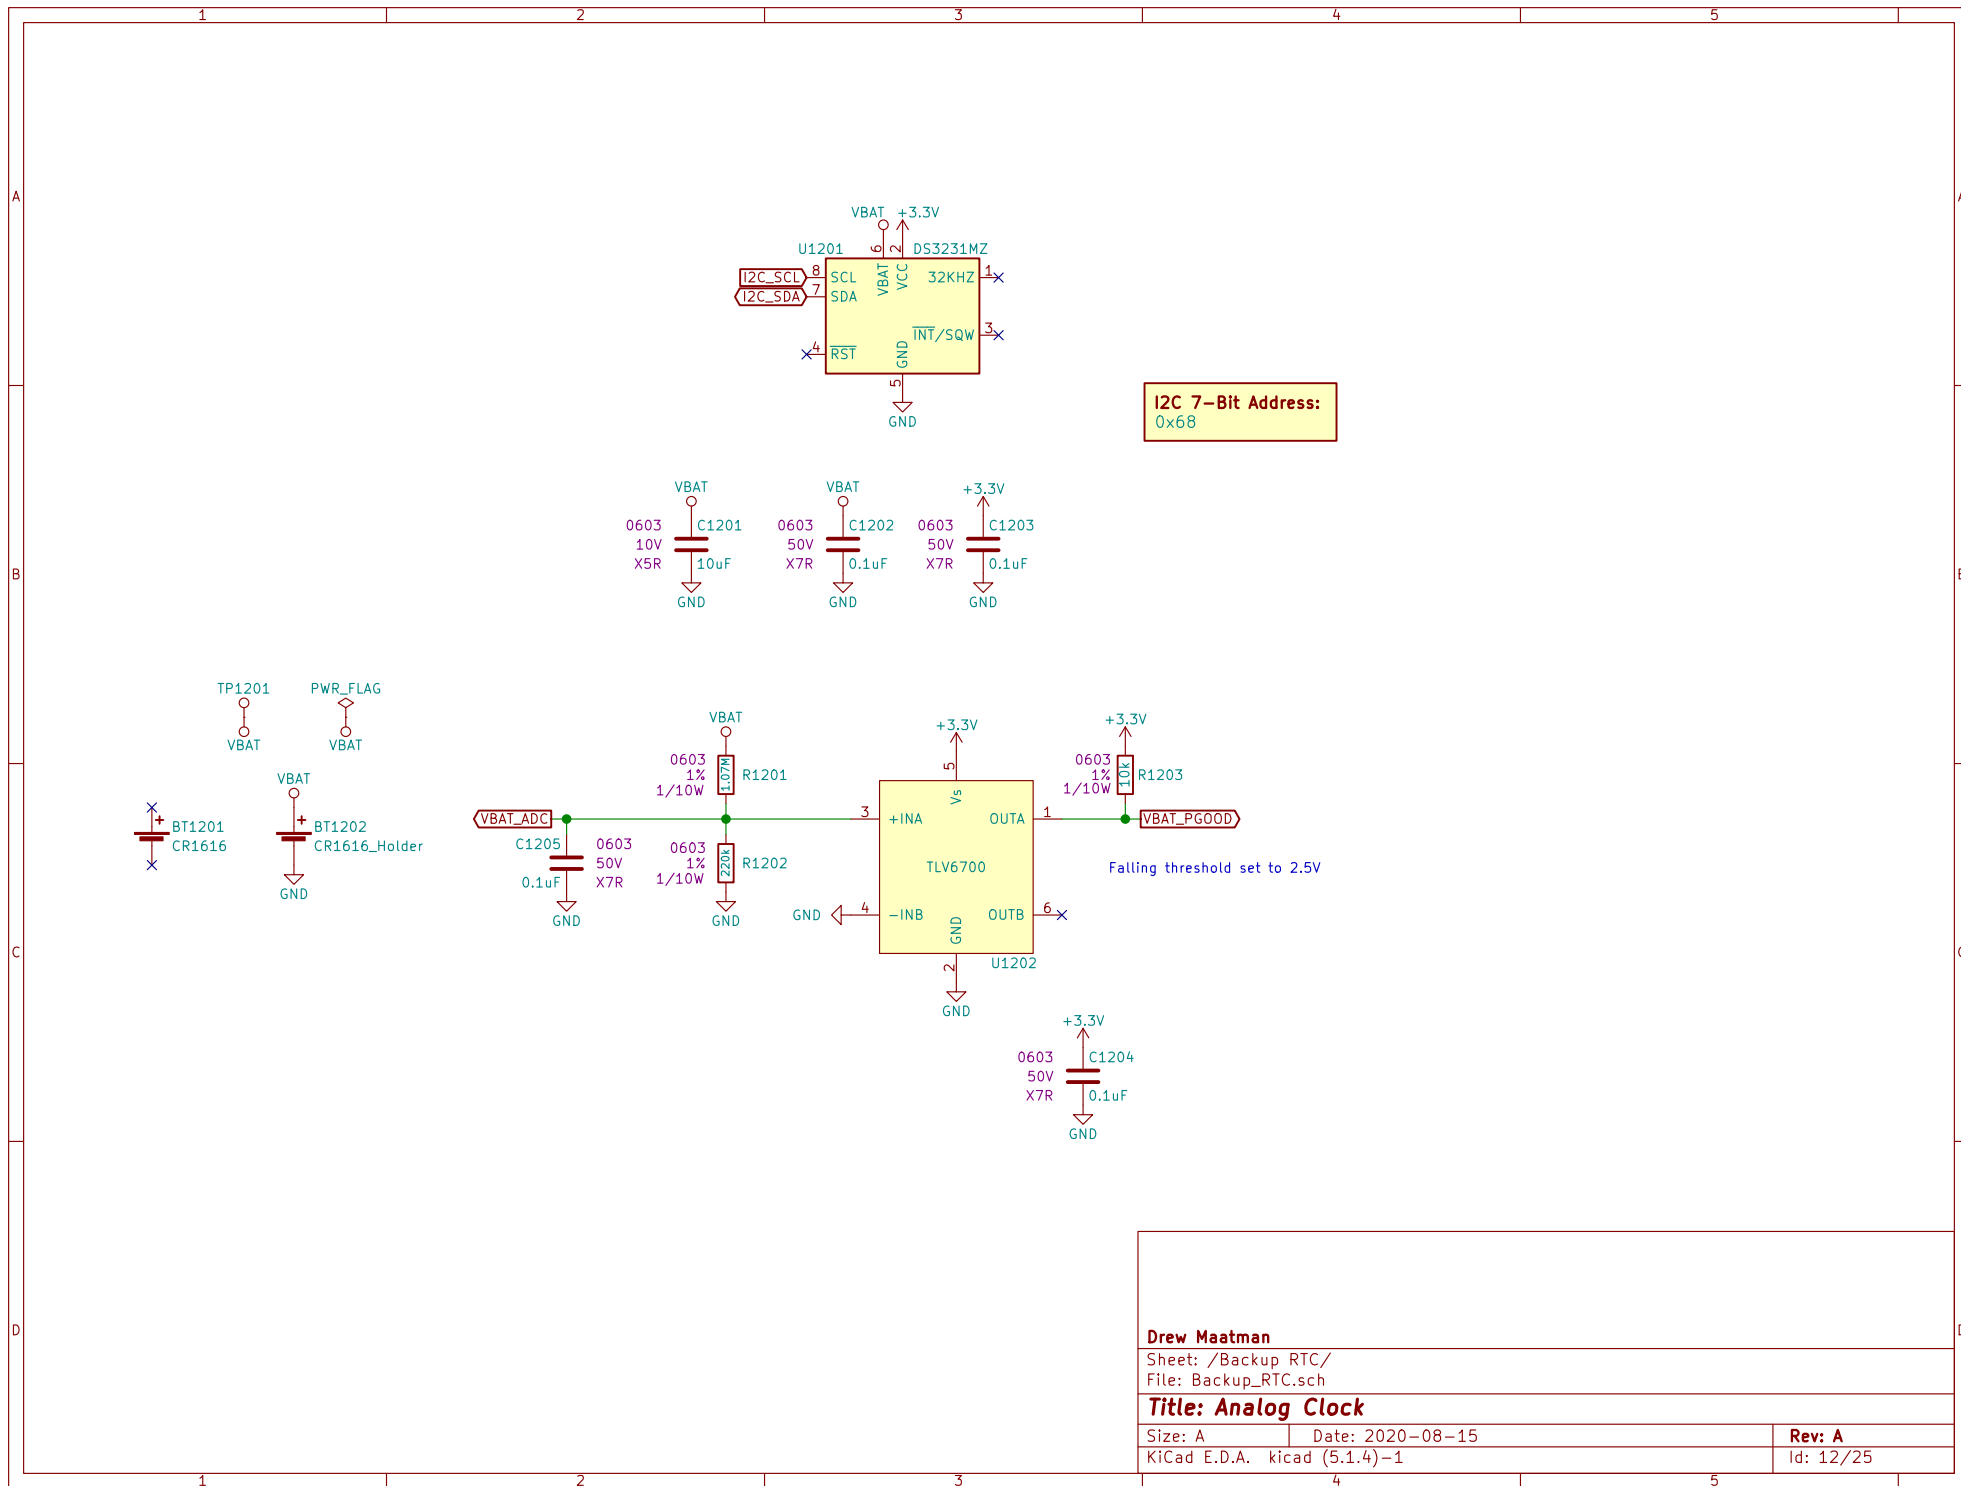 1 2 3 4 5
A
VBAT +3.3V
U1201 DS3231MZ
6 2
I2C_SCL 8 SCL VBAT VCC 32KHZ 1
I2C_SDA 7 SDA
INT/SQW 3
4 RST GND
5
GND
I2C 7-Bit Address:
0x68
VBAT VBAT +3.3V
0603 C1201 0603 C1202 0603 C1203
10V 50V 50V
X5R 10uF X7R 0.1uF X7R 0.1uF
GND GND GND
B
TP1201 PWR_FLAG
VBAT VBAT
VBAT
+
BT1201
CR1616
+
BT1202
CR1616_Holder
GND
VBAT
0603
1%
1/10W
1.07M
R1201
VBAT_ADC
C1205
0.1uF
0603
50V
X7R
GND
0603
1%
1/10W
220k
R1202
GND
+3.3V
5
Vs
3 +INA OUTA 1
TLV6700
GND 4 -INB OUTB 6
GND
2
U1202
GND
+3.3V
0603
1%
1/10W
10k
R1203
VBAT_PGOOD
Falling threshold set to 2.5V
C
+3.3V
0603 C1204
50V
X7R 0.1uF
GND
D
Drew Maatman
Sheet: /Backup RTC/
File: Backup_RTC.sch
Title: Analog Clock
Size: A Date: 2020-08-15 Rev: A
KiCad E.D.A. kicad (5.1.4)-1 Id: 12/25
1 2 3 4 5